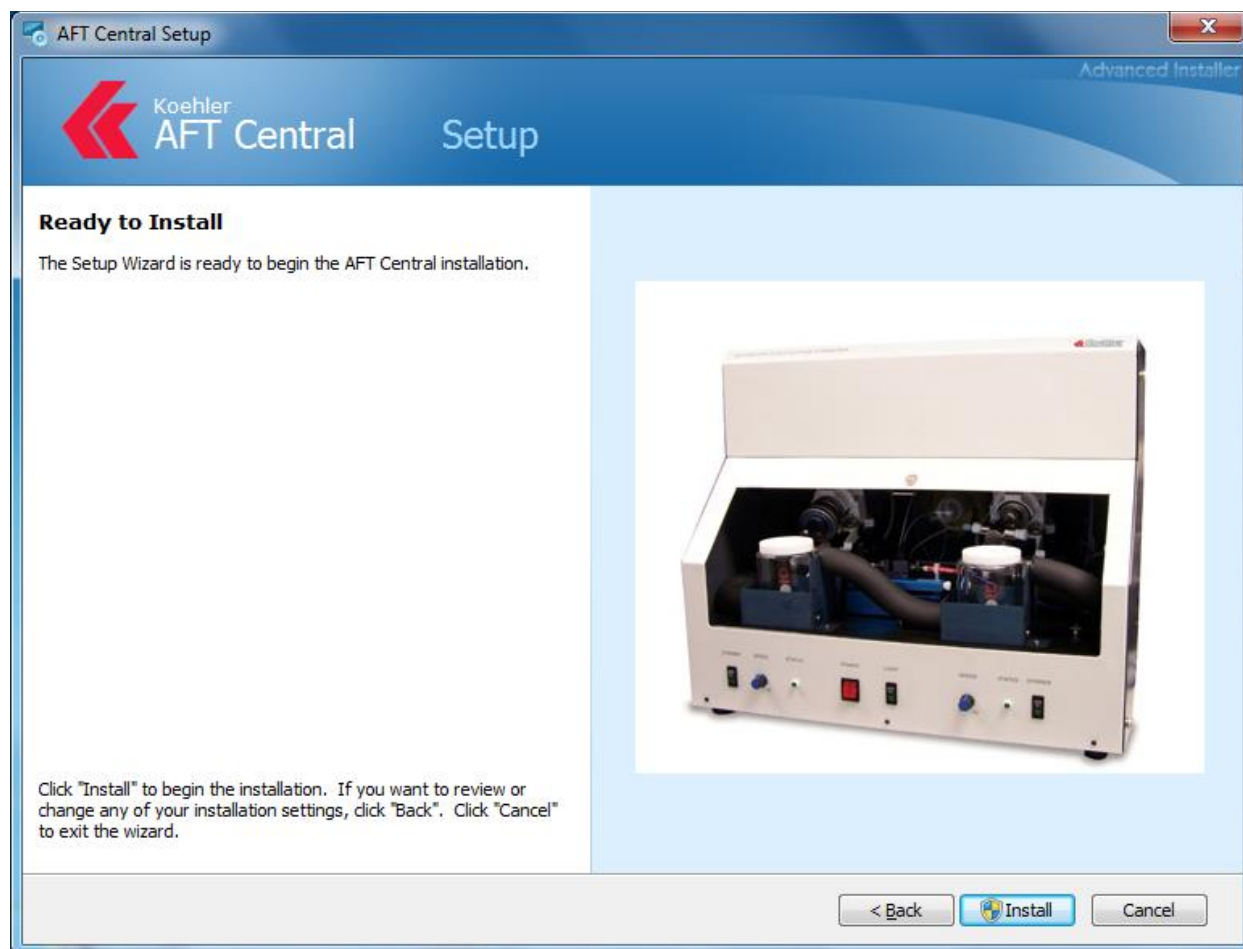 AFT Central Setup
Advanced Installer
Koehler
AFT Central Setup
Ready to Install
The Setup Wizard is ready to begin the AFT Central installation.
Click "Install" to begin the installation. If you want to review or
change any of your installation settings, click "Back". Click "Cancel"
to exit the wizard.
< Back
Install
Cancel